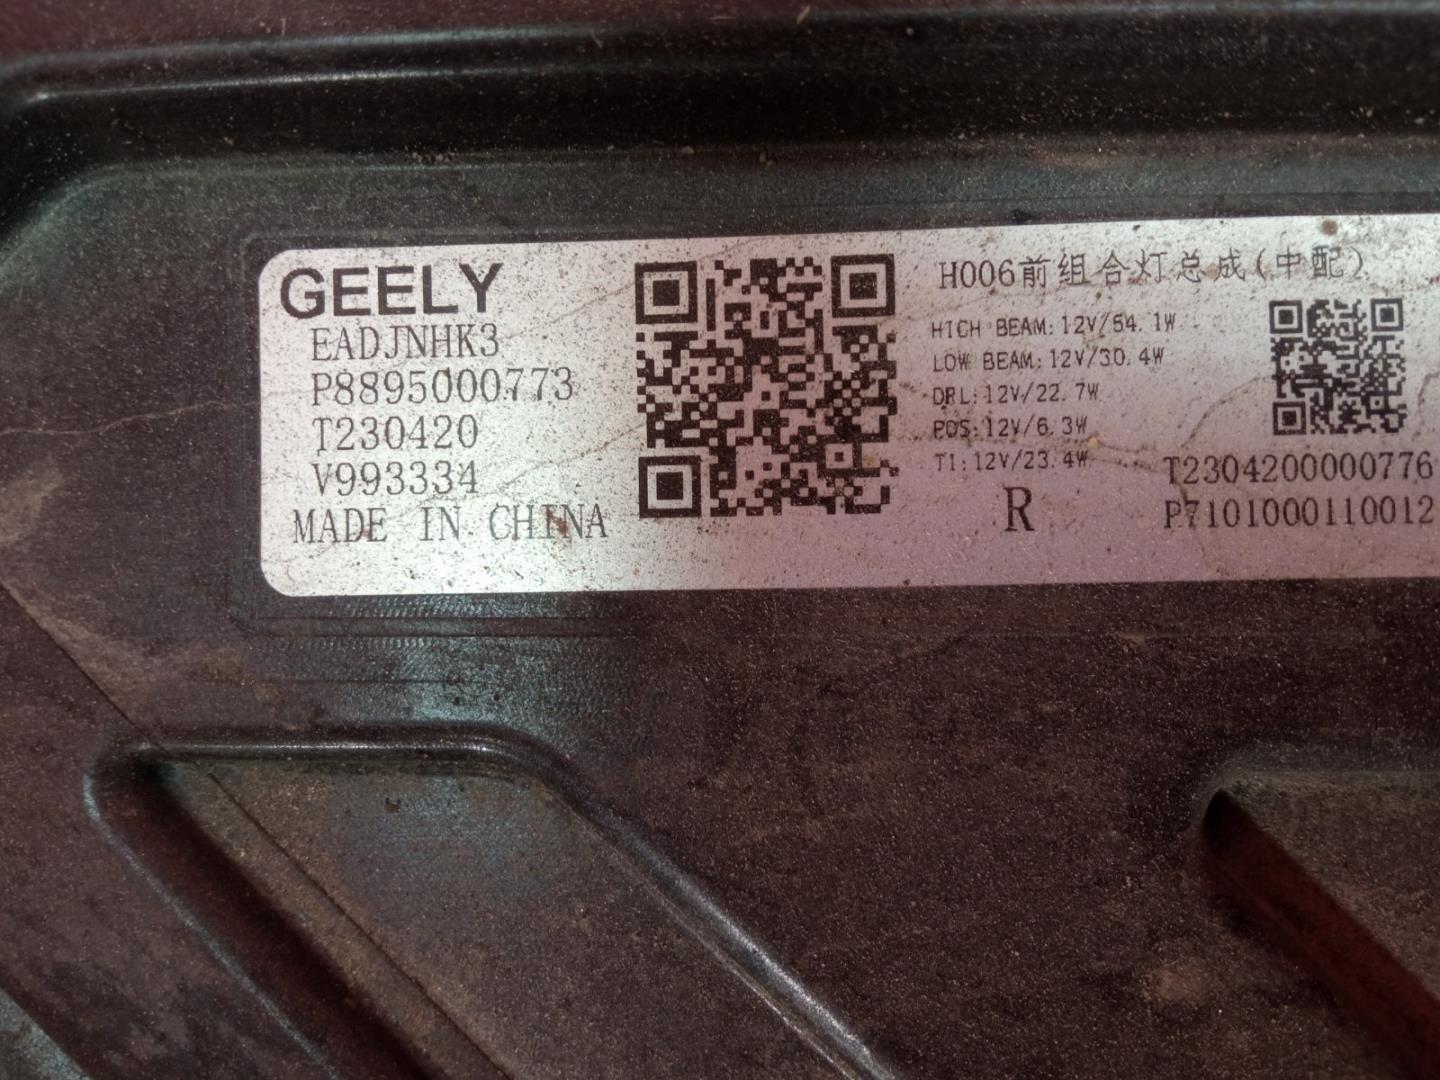 GEELY
EADJNHK3
P8895000773
T230420
V993334
MADE IN CHINA
H006前组合灯总成(中配)
HIGH BEAM:12V/54.1W
LOW BEAM:12V/30.4W
DRL:12V/22.7W
POS:12V/6.3W
TI:12V/23.4W
R
T2304200000776
P7101000110012